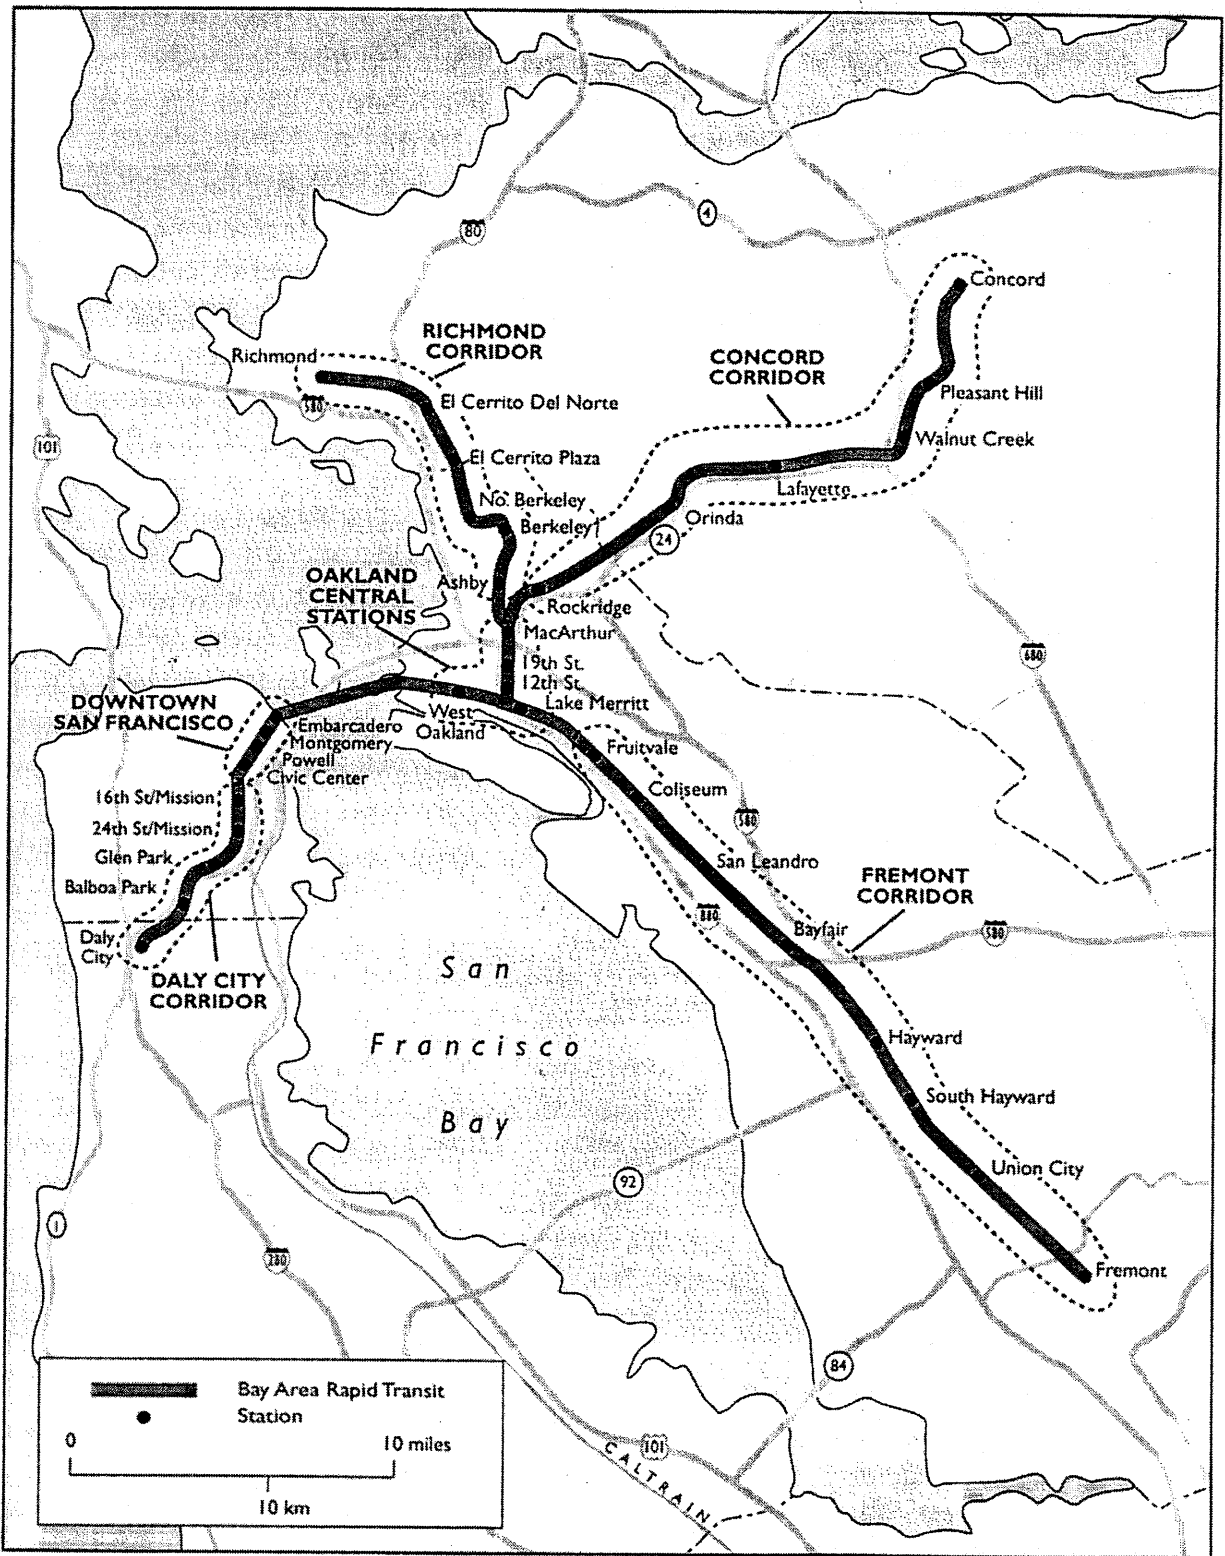 4
80
Concord
RICHMOND
CORRIDOR
Richmond
CONCORD
CORRIDOR
580
El Cerrito Del Norte
Pleasant Hill
101
Walnut Creek
El Cerrito Plaza
Lafayette
No. Berkeley
Berkeley
Orinda
24
OAKLAND
CENTRAL
STATIONS
Ashby
Rockridge
MacArthur
680
19th St.
12th St.
DOWNTOWN
SAN FRANCISCO
West
Oakland
Lake Merritt
Embarcadero
Montgomery
Powell
Civic Center
Fruitvale
16th St/Mission
Coliseum
24th St/Mission
580
Glen Park
San Leandro
Balboa Park
FREMONT
CORRIDOR
880
Daly
City
Bayfair
580
DALY CITY
CORRIDOR
San
Francisco
Bay
Hayward
South Hayward
Union City
92
1
280
Fremont
84
Bay Area Rapid Transit
Station
0
10 miles
10 km
101
CALTRAIN